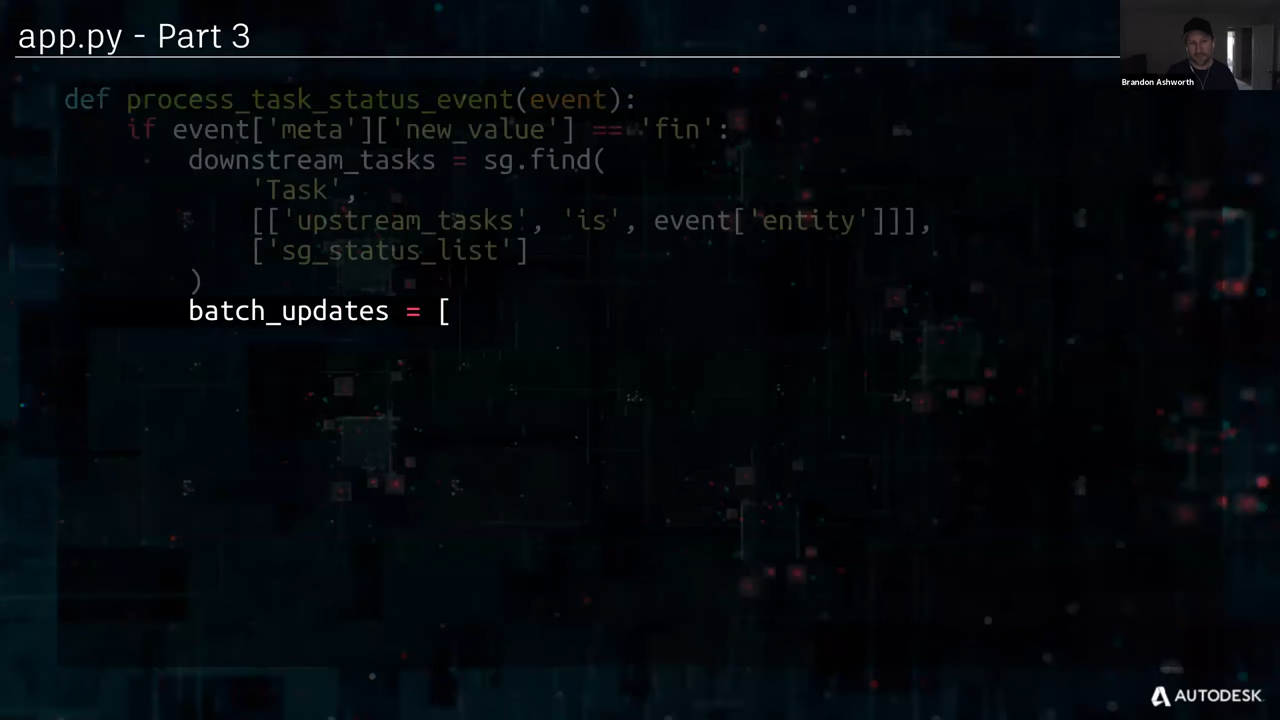 app.py - Part 3
Brandon Ashworth
def process_task_status_event(event):
    if event['meta']['new_value'] == 'fin':
        downstream_tasks = sg.find(
            'Task',
            [['upstream_tasks', 'is', event['entity']]],
            ['sg_status_list']
        )
        batch_updates = [
AUTODESK